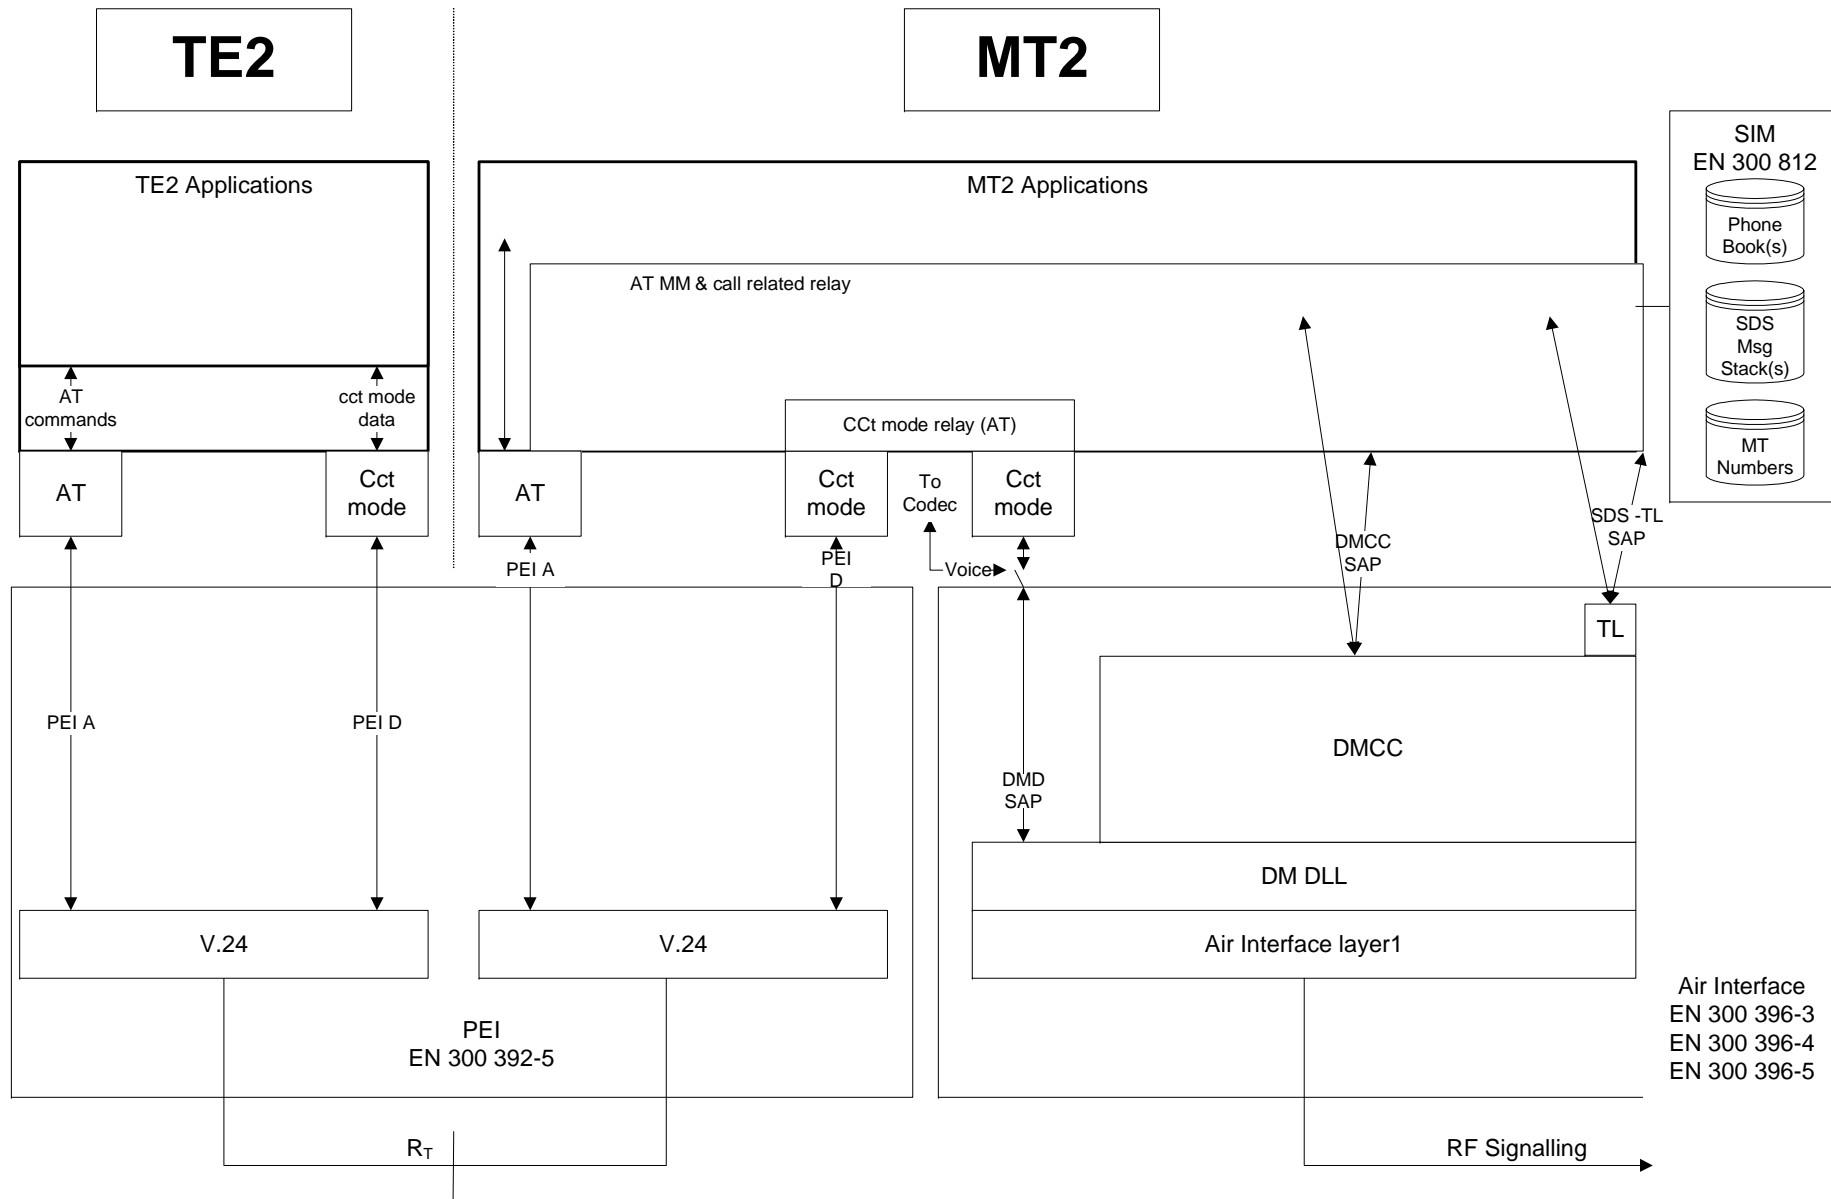 TE2
MT2
SIM
EN 300 812
Phone
Book(s)
SDS
Msg
Stack(s)
MT
Numbers
TE2 Applications
MT2 Applications
AT MM & call related relay
AT
commands
cct mode
data
CCt mode relay (AT)
AT
Cct
mode
AT
Cct
mode
To
Codec
Cct
mode
PEI A
PEI
D
Voice
DMCC
SAP
SDS -TL
SAP
TL
PEI A
PEI D
DMD
SAP
DMCC
DM DLL
V.24
V.24
Air Interface layer1
PEI
EN 300 392-5
Air Interface
EN 300 396-3
EN 300 396-4
EN 300 396-5
RT
RF Signalling